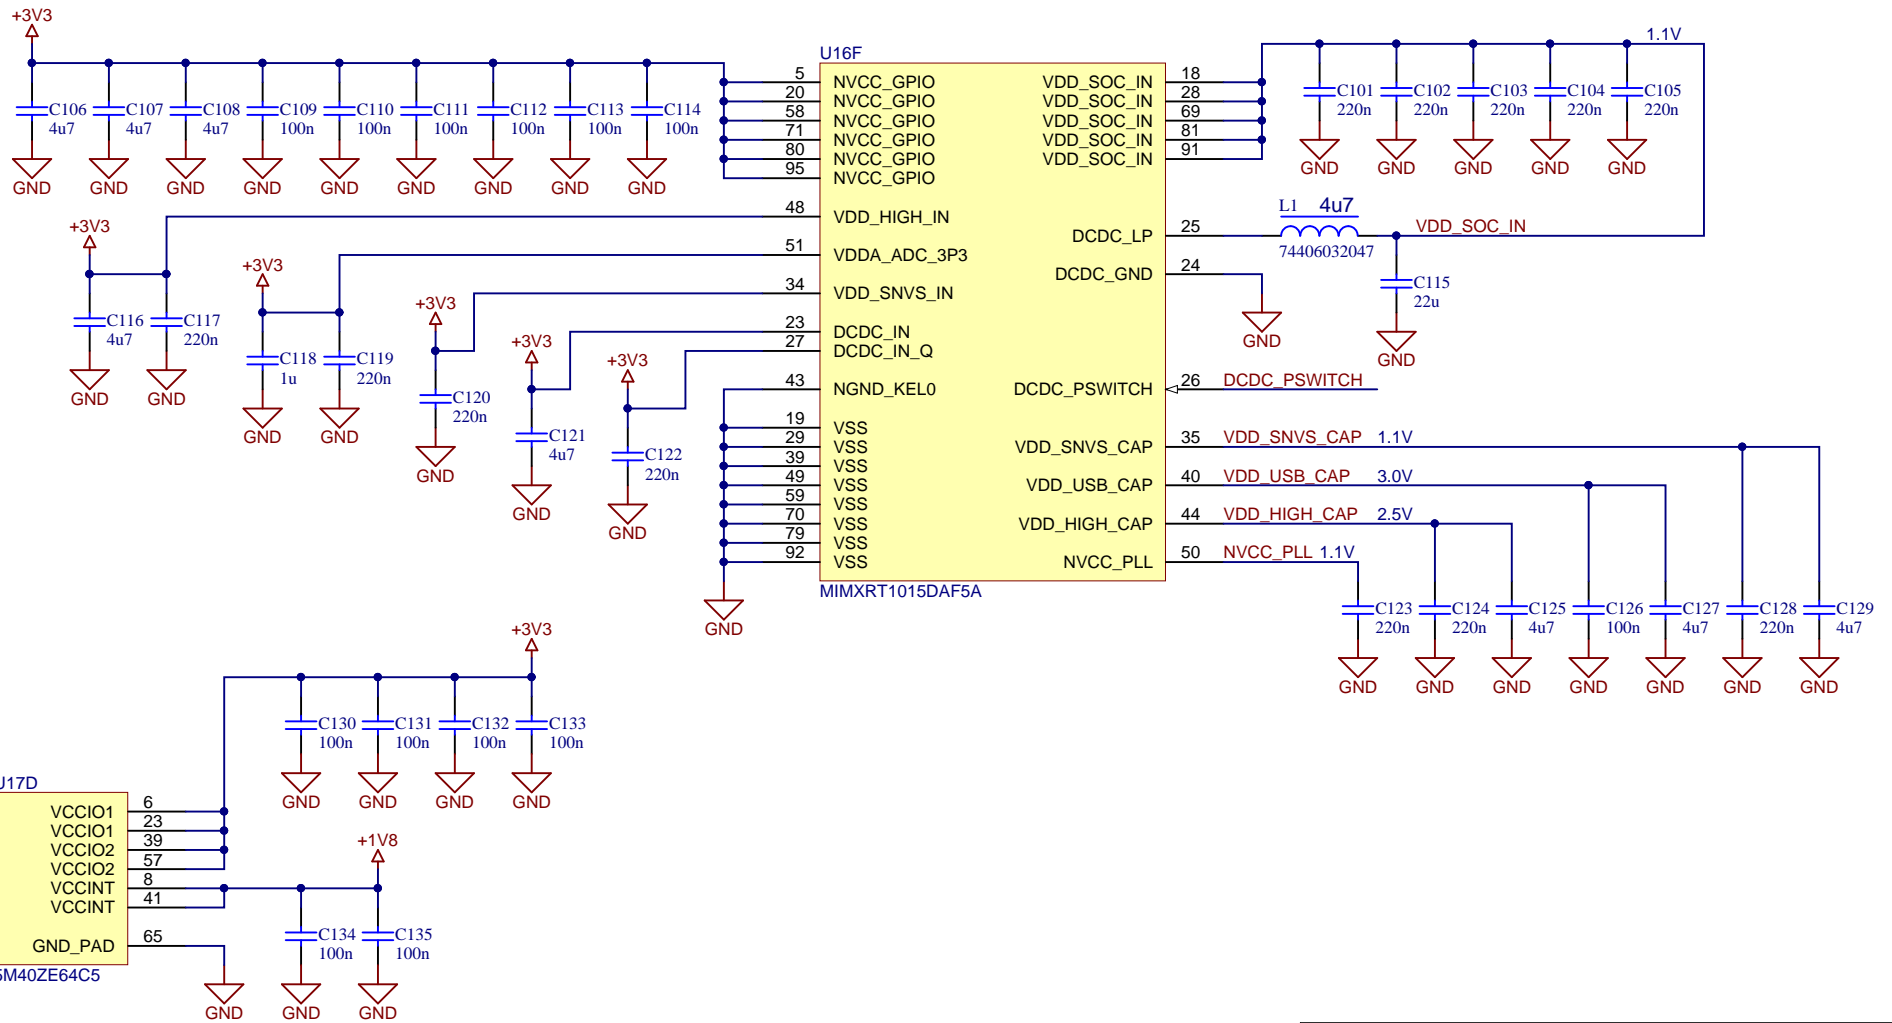 +3V3
C106
4u7
GND
C107
4u7
GND
C108
4u7
GND
C109
100n
GND
C110
100n
GND
C111
100n
GND
C112
100n
GND
C113
100n
GND
C114
100n
GND
U16F
5 NVCC_GPIO
20 NVCC_GPIO
58 NVCC_GPIO
71 NVCC_GPIO
80 NVCC_GPIO
95 NVCC_GPIO
48 VDD_HIGH_IN
51 VDDA_ADC_3P3
34 VDD_SNVS_IN
23 DCDC_IN
27 DCDC_IN_Q
43 NGND_KEL0
19 VSS
29 VSS
39 VSS
49 VSS
59 VSS
70 VSS
79 VSS
92 VSS
VDD_SOC_IN 18
VDD_SOC_IN 28
VDD_SOC_IN 69
VDD_SOC_IN 81
VDD_SOC_IN 91
DCDC_LP 25
DCDC_GND 24
DCDC_PSWITCH 26 DCDC_PSWITCH
VDD_SNVS_CAP 35 VDD_SNVS_CAP 1.1V
VDD_USB_CAP 40 VDD_USB_CAP 3.0V
VDD_HIGH_CAP 44 VDD_HIGH_CAP 2.5V
NVCC_PLL 50 NVCC_PLL 1.1V
MIMXRT1015DAF5A
GND
1.1V
C101
220n
GND
C102
220n
GND
C103
220n
GND
C104
220n
GND
C105
220n
GND
L1 4u7
74406032047
VDD_SOC_IN
GND
C115
22u
GND
+3V3
C116
4u7
GND
C117
220n
GND
+3V3
C118
1u
GND
C119
220n
GND
+3V3
C120
220n
GND
+3V3
C121
4u7
GND
+3V3
C122
220n
GND
C123
220n
GND
C124
220n
GND
C125
4u7
GND
C126
100n
GND
C127
4u7
GND
C128
220n
GND
C129
4u7
GND
+3V3
C130
100n
GND
C131
100n
GND
C132
100n
GND
C133
100n
GND
U17D
VCCIO1 6
VCCIO1 23
VCCIO2 39
VCCIO2 57
VCCINT 8
VCCINT 41
GND_PAD 65
5M40ZE64C5
GND
+1V8
C134
100n
GND
C135
100n
GND